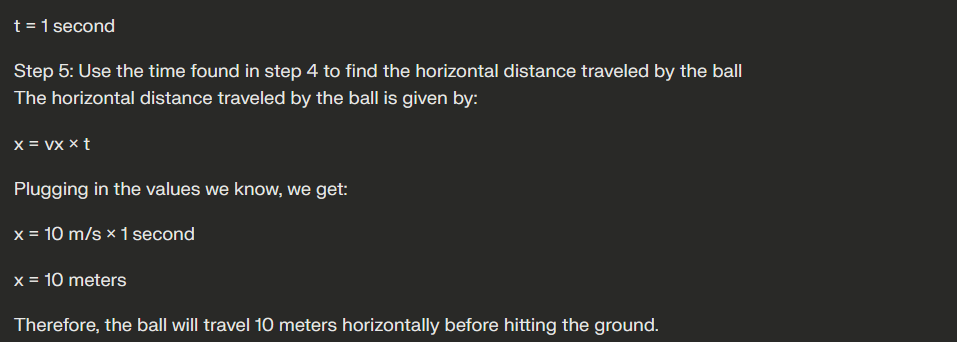 t = 1 second
Step 5: Use the time found in step 4 to find the horizontal distance traveled by the ball
The horizontal distance traveled by the ball is given by:
x = vx × t
Plugging in the values we know, we get:
x = 10 m/s × 1 second
x = 10 meters
Therefore, the ball will travel 10 meters horizontally before hitting the ground.